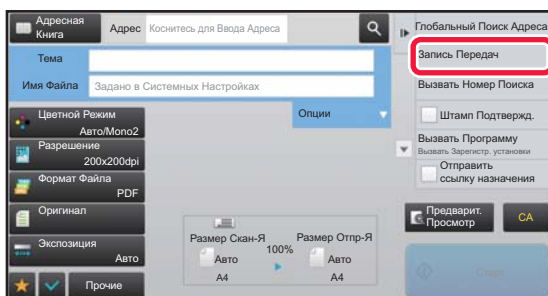 Адресная
Книга
Адрес
Коснитесь для Ввода Адреса
Тема
Имя Файла
Задано в Системных Настройках
Опции
Цветной Режим
Авто/Mono2
Разрешение
200x200dpi
Формат Файла
PDF
Оригинал
Экспозиция
Авто
Прочие
Размер Скан-Я
Авто
A4
100%
Размер Отпр-Я
Авто
A4
Глобальный Поиск Адреса
Запись Передач
Вызвать Номер Поиска
Штамп Подтвержд.
Вызвать Программу
Вызвать Зарегистр. установки
Отправить
ссылку назначения
Предварит.
Просмотр
CA
Старт